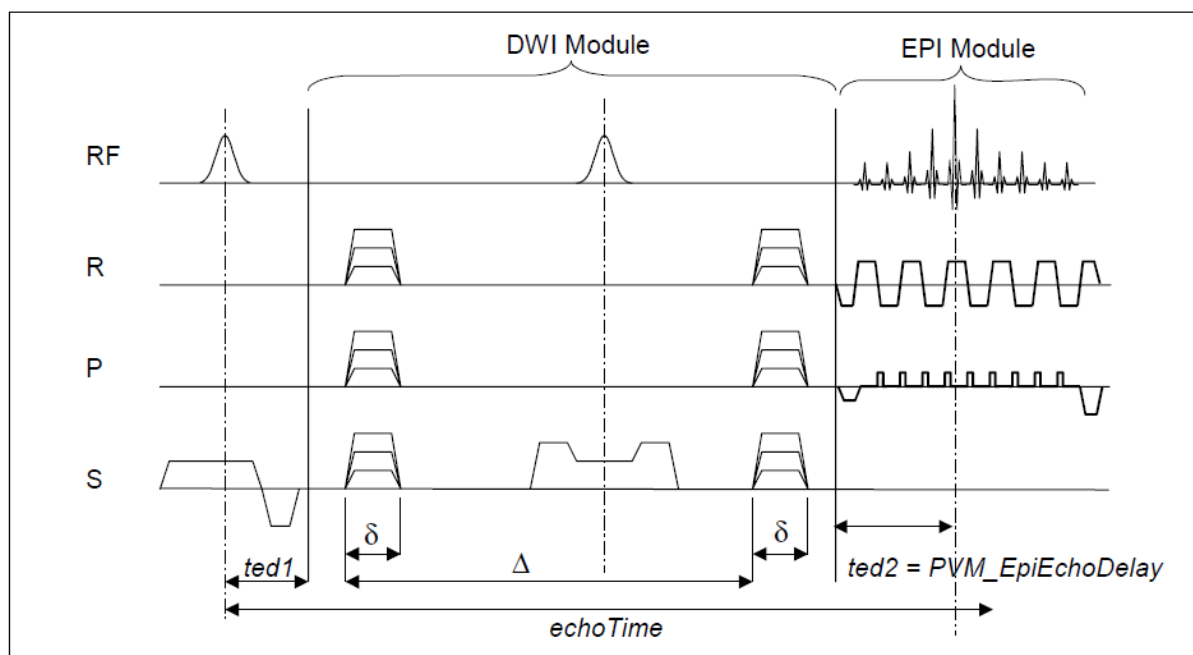 DWI Module
EPI Module
RF
R
P
S
δ
δ
ted1
Δ
ted2 = PVM_EpiEchoDelay
echoTime